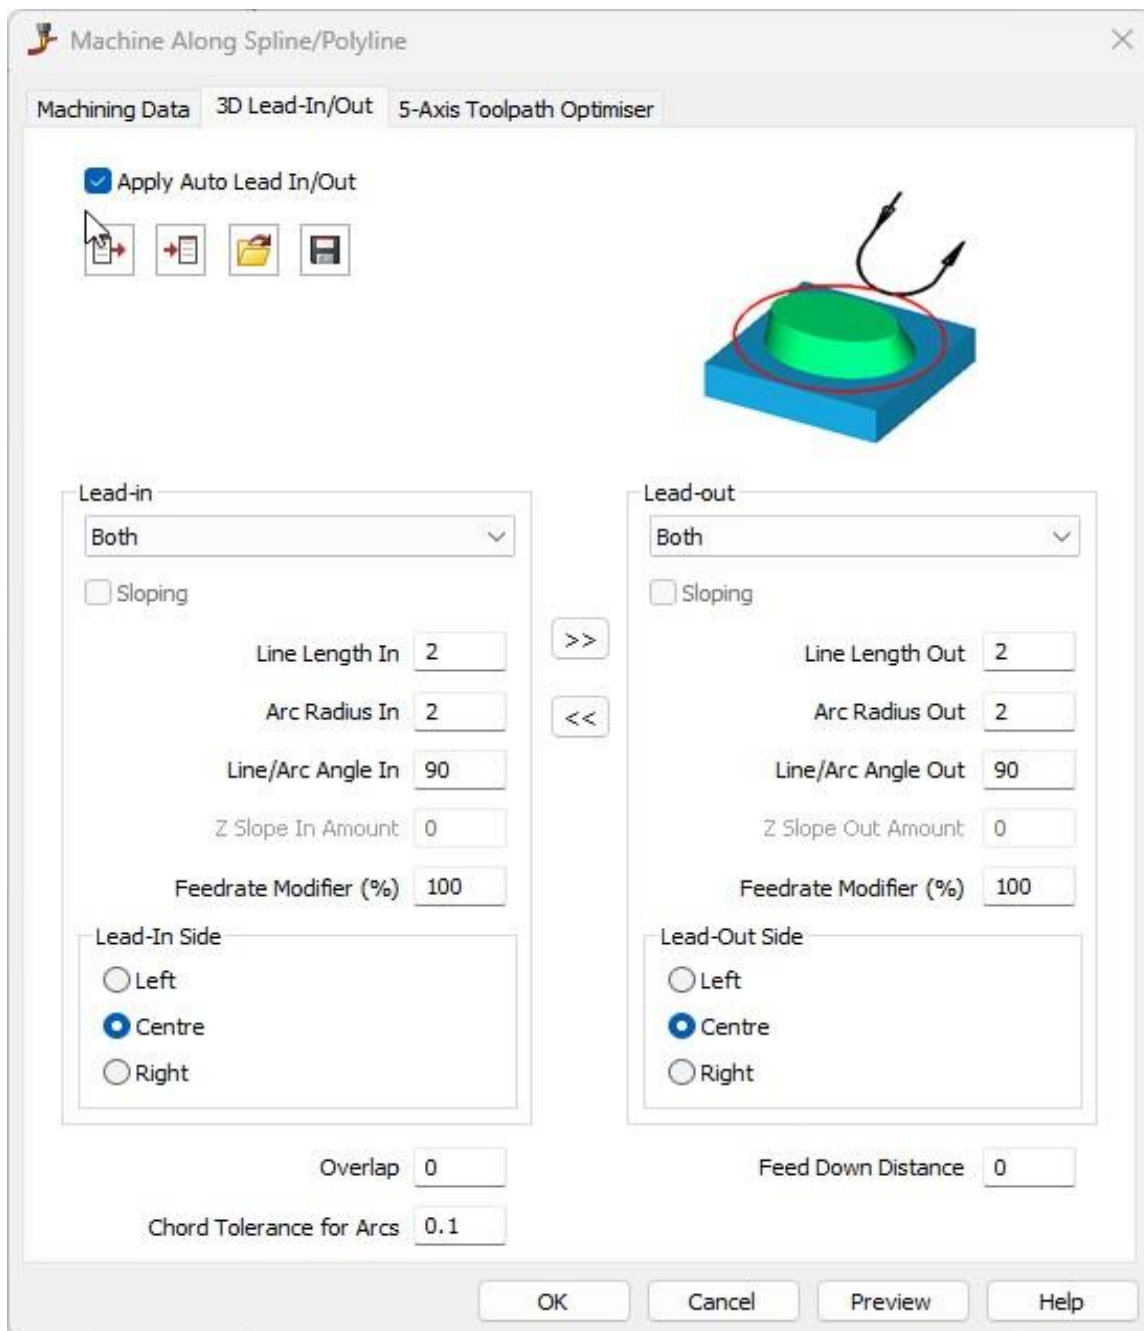 Machine Along Spline/Polyline
Machining Data 3D Lead-In/Out 5-Axis Toolpath Optimiser
Apply Auto Lead In/Out
Lead-in
Both
Sloping
Line Length In 2
Arc Radius In 2
Line/Arc Angle In 90
Z Slope In Amount 0
Feedrate Modifier (%) 100
Lead-In Side
Left
Centre
Right
>>
<<
Lead-out
Both
Sloping
Line Length Out 2
Arc Radius Out 2
Line/Arc Angle Out 90
Z Slope Out Amount 0
Feedrate Modifier (%) 100
Lead-Out Side
Left
Centre
Right
Overlap 0
Feed Down Distance 0
Chord Tolerance for Arcs 0.1
OK Cancel Preview Help